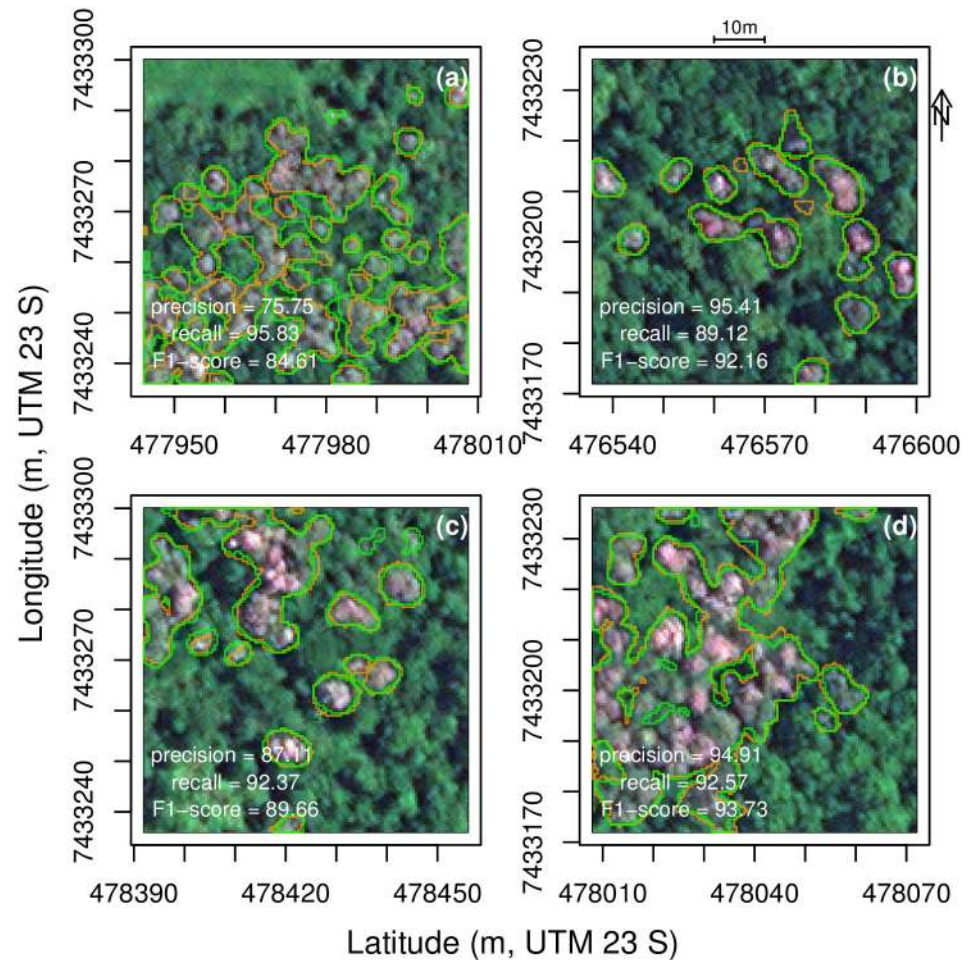 10m
(a)
(b)
N
7433300
7433270
7433240
precision = 75.75
recall = 95.83
F1-score = 84.61
477950 477980 478010
7433230
7433200
7433170
precision = 95.41
recall = 89.12
F1-score = 92.16
476540 476570 476600
Longitude (m, UTM 23 S)
(c)
(d)
7433300
7433270
7433240
precision = 87.11
recall = 92.37
F1-score = 89.66
478390 478420 478450
7433230
7433200
7433170
precision = 94.91
recall = 92.57
F1-score = 93.73
478010 478040 478070
Latitude (m, UTM 23 S)